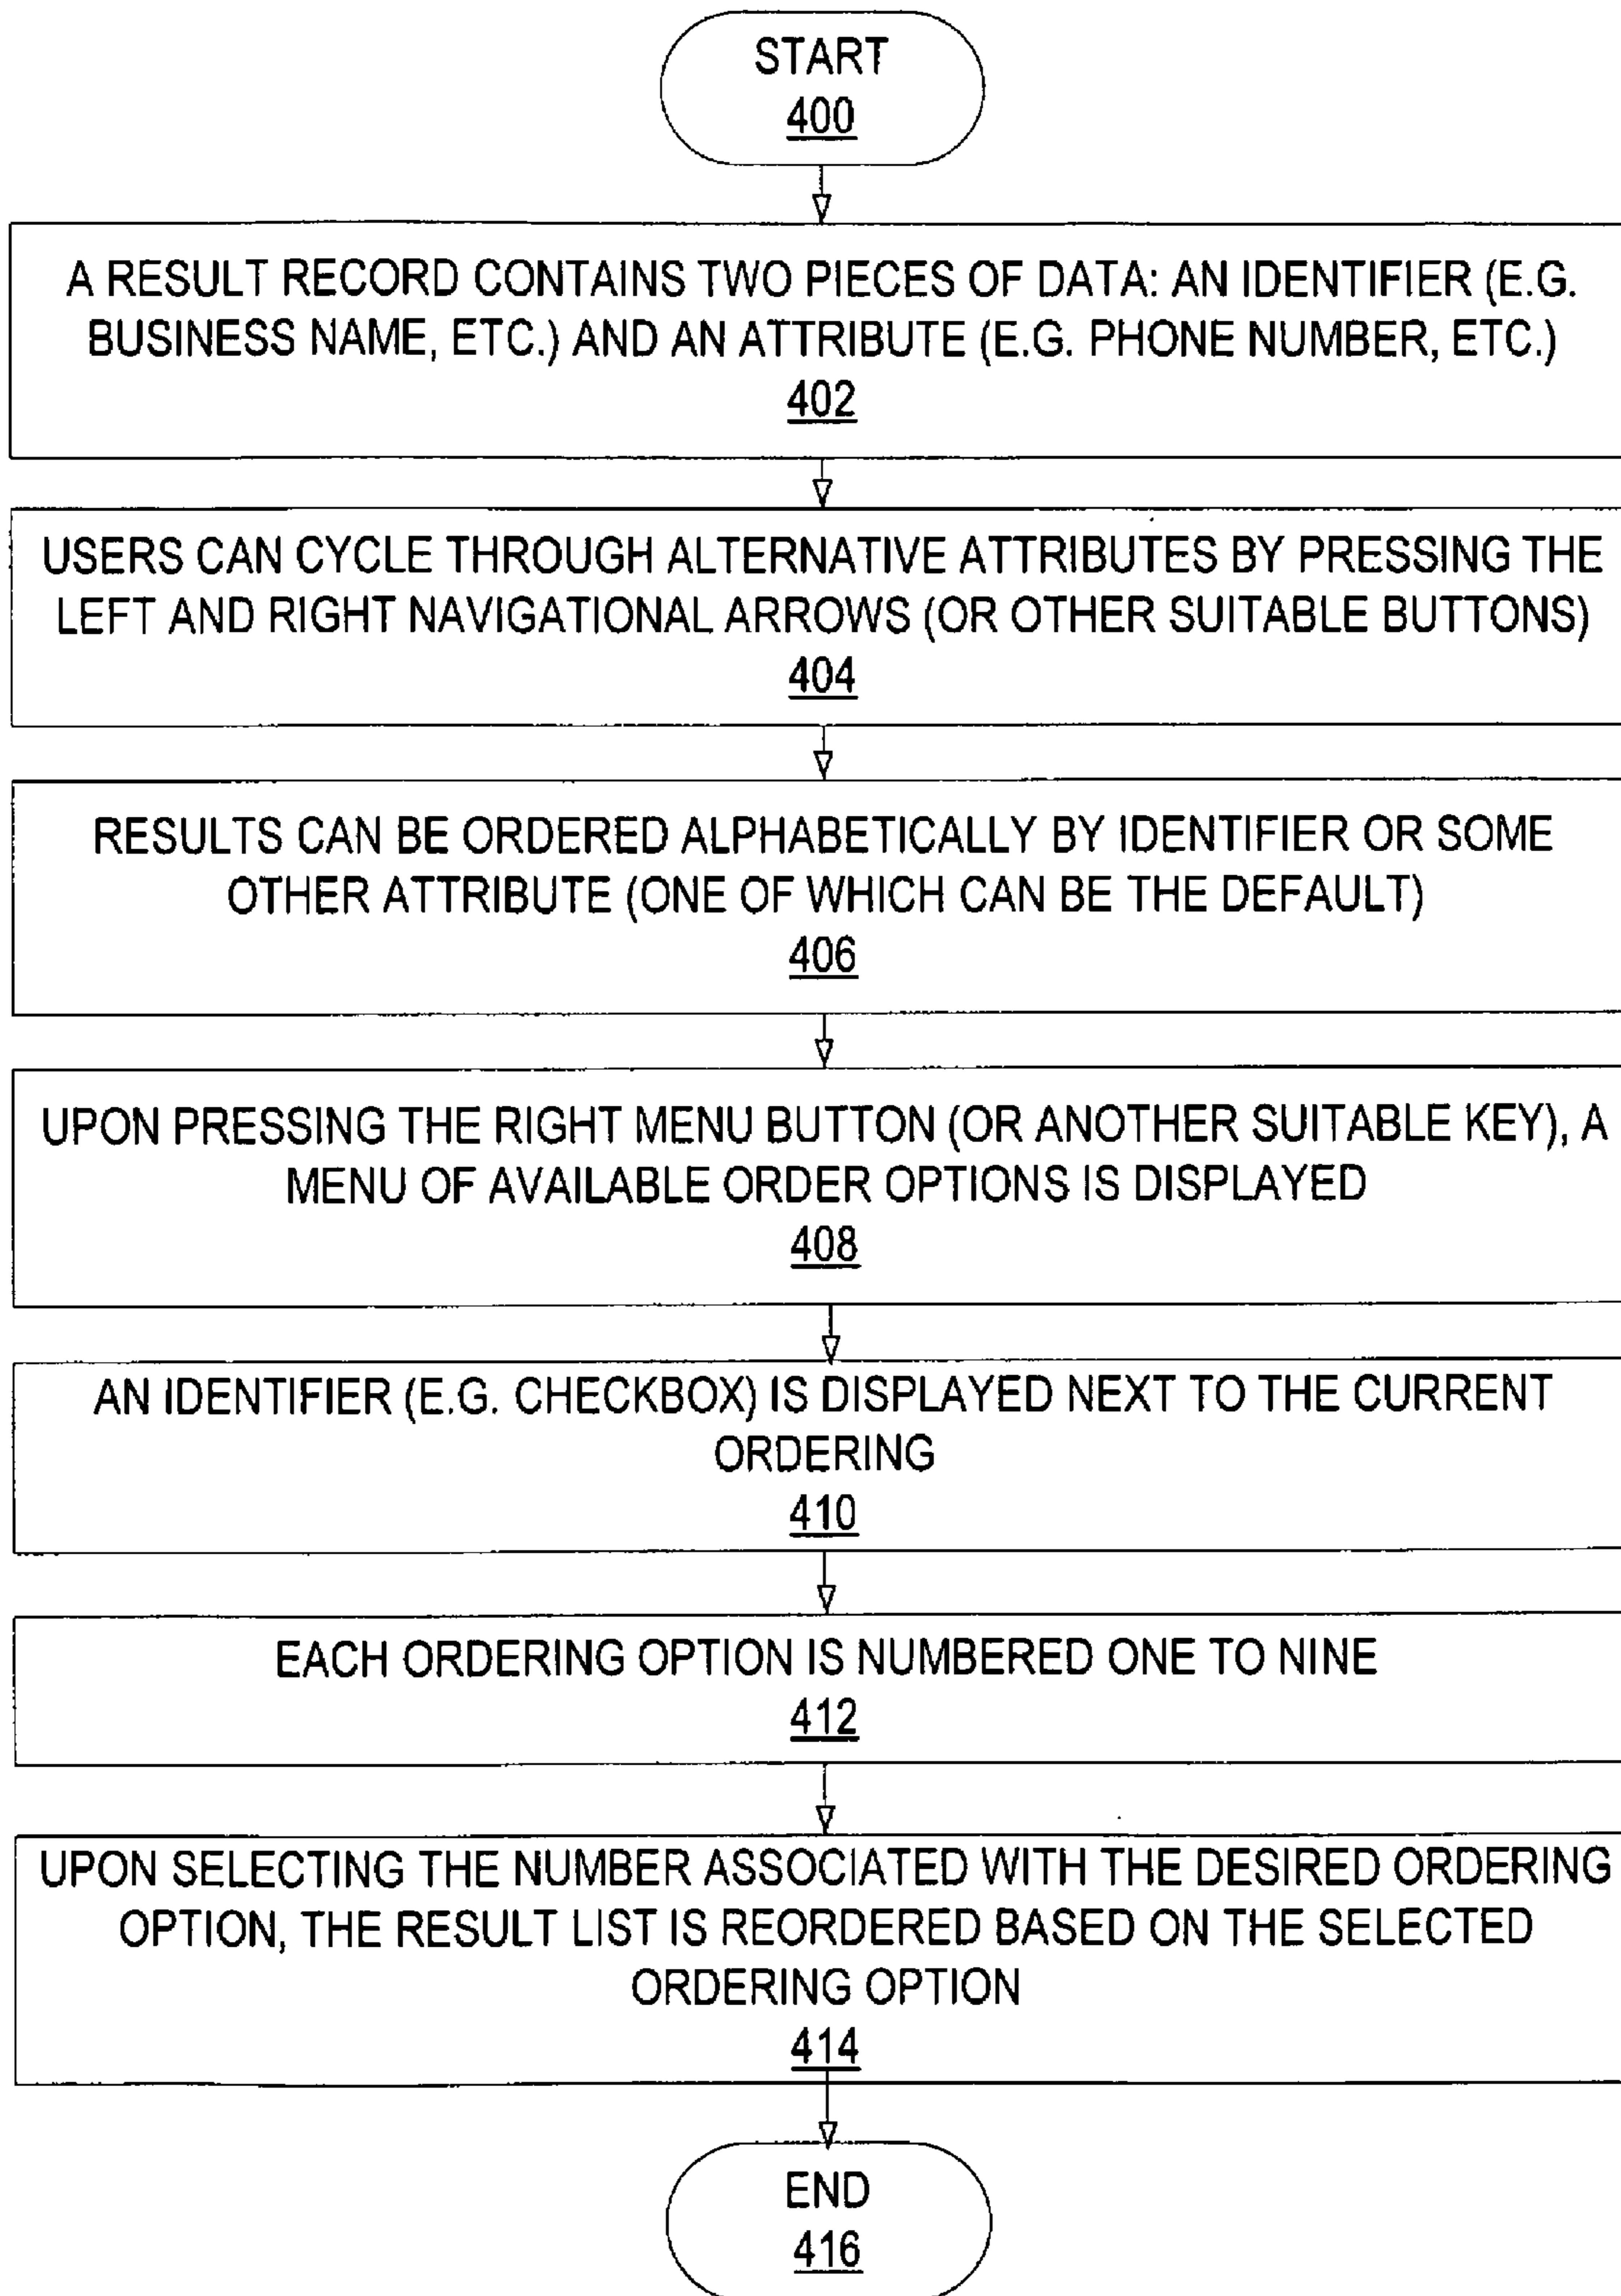 START
400
A RESULT RECORD CONTAINS TWO PIECES OF DATA: AN IDENTIFIER (E.G.
BUSINESS NAME, ETC.) AND AN ATTRIBUTE (E.G. PHONE NUMBER, ETC.)
402
USERS CAN CYCLE THROUGH ALTERNATIVE ATTRIBUTES BY PRESSING THE
LEFT AND RIGHT NAVIGATIONAL ARROWS (OR OTHER SUITABLE BUTTONS)
404
RESULTS CAN BE ORDERED ALPHABETICALLY BY IDENTIFIER OR SOME
OTHER ATTRIBUTE (ONE OF WHICH CAN BE THE DEFAULT)
406
UPON PRESSING THE RIGHT MENU BUTTON (OR ANOTHER SUITABLE KEY), A
MENU OF AVAILABLE ORDER OPTIONS IS DISPLAYED
408
AN IDENTIFIER (E.G. CHECKBOX) IS DISPLAYED NEXT TO THE CURRENT
ORDERING
410
EACH ORDERING OPTION IS NUMBERED ONE TO NINE
412
UPON SELECTING THE NUMBER ASSOCIATED WITH THE DESIRED ORDERING
OPTION, THE RESULT LIST IS REORDERED BASED ON THE SELECTED
ORDERING OPTION
414
END
416